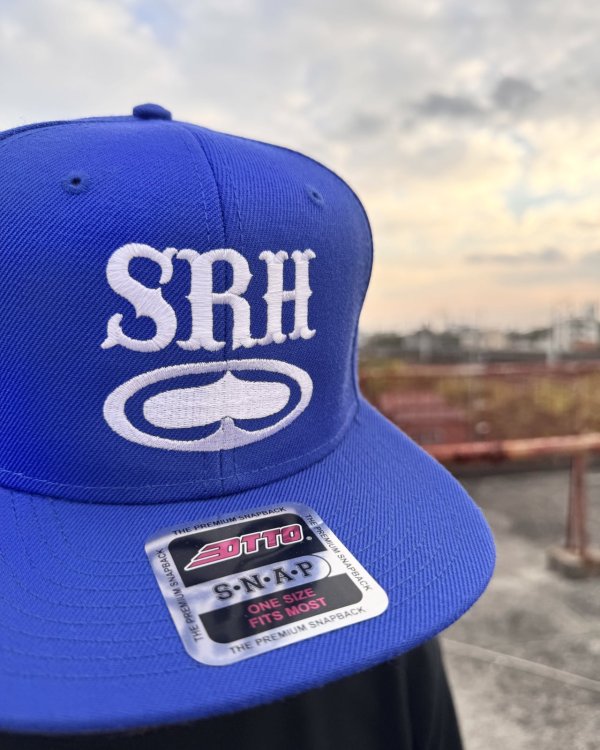 SRH
THE PREMIUM SNAPBACK
OTTO
S•N•A•P
ONE SIZE
FITS MOST
THE PREMIUM SNAPBACK
THE PREMIUM SNAPBACK
THE PREMIUM SNAPBACK